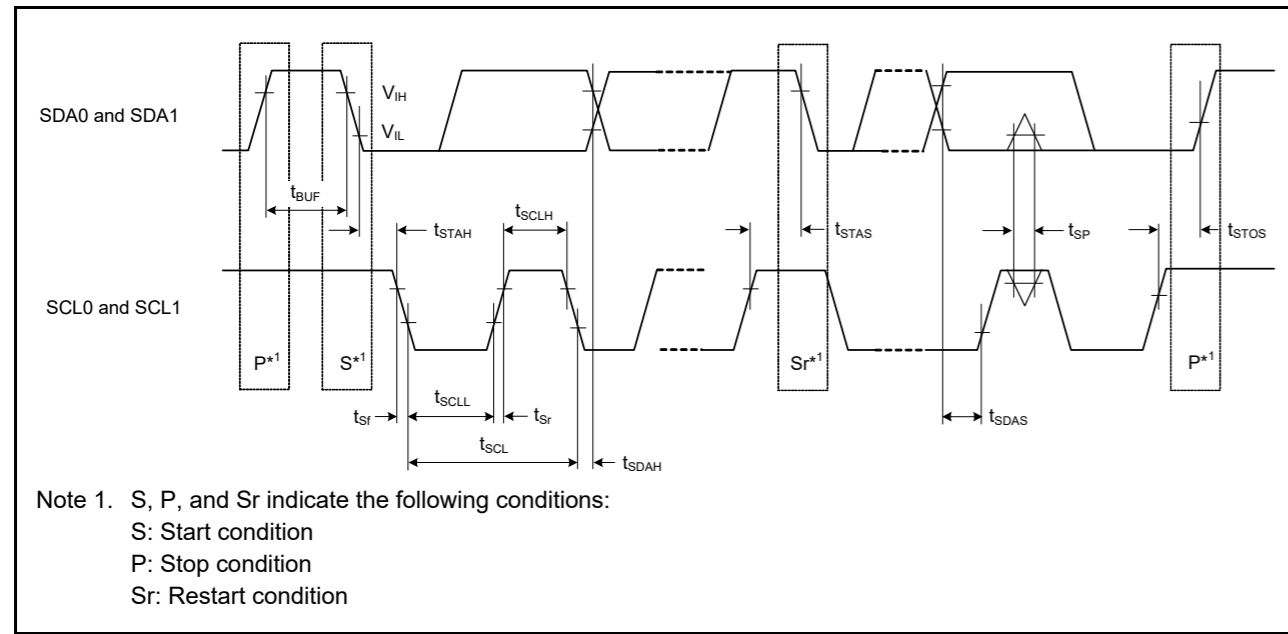 SDA0 and SDA1
VIH
VIL
tBUF
tSTAH
tSCLH
tSTAS
tSP
tSTOS
SCL0 and SCL1
P*1
S*1
Sr*1
P*1
tSf
tSCLL
tSr
tSDAS
tSCL
tSDAH
Note 1. S, P, and Sr indicate the following conditions:
S: Start condition
P: Stop condition
Sr: Restart condition